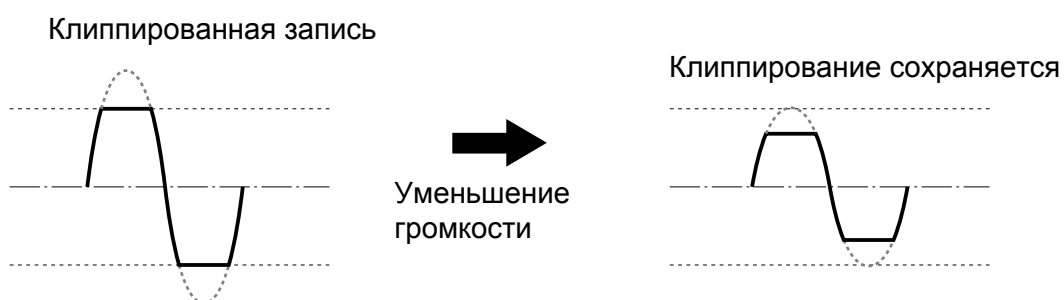 Клиппированная запись
Клиппирование сохраняется
Уменьшение
громкости